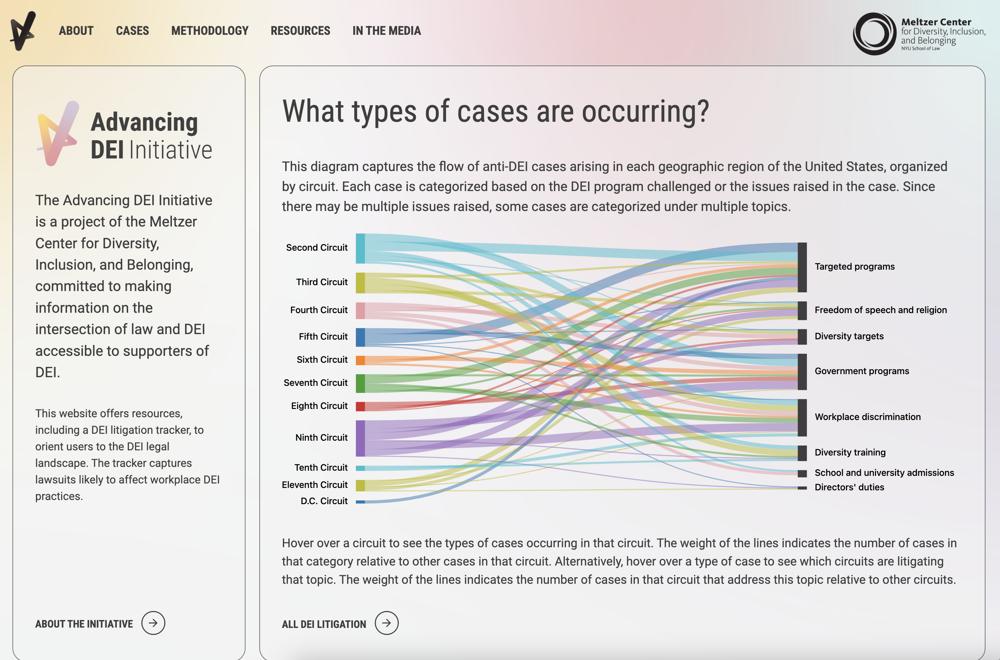 ABOUT CASES METHODOLOGY RESOURCES IN THE MEDIA
Meltzer Center
for Diversity, Inclusion,
and Belonging
NYU School of Law
Advancing
DEI Initiative
The Advancing DEI Initiative
is a project of the Meltzer
Center for Diversity,
Inclusion, and Belonging,
committed to making
information on the
intersection of law and DEI
accessible to supporters of
DEI.
This website offers resources,
including a DEI litigation tracker, to
orient users to the DEI legal
landscape. The tracker captures
lawsuits likely to affect workplace DEI
practices.
ABOUT THE INITIATIVE
What types of cases are occurring?
This diagram captures the flow of anti-DEI cases arising in each geographic region of the United States, organized
by circuit. Each case is categorized based on the DEI program challenged or the issues raised in the case. Since
there may be multiple issues raised, some cases are categorized under multiple topics.
Second Circuit
Third Circuit
Fourth Circuit
Fifth Circuit
Sixth Circuit
Seventh Circuit
Eighth Circuit
Ninth Circuit
Tenth Circuit
Eleventh Circuit
D.C. Circuit
Targeted programs
Freedom of speech and religion
Diversity targets
Government programs
Workplace discrimination
Diversity training
School and university admissions
Directors' duties
Hover over a circuit to see the types of cases occurring in that circuit. The weight of the lines indicates the number of cases in
that category relative to other cases in that circuit. Alternatively, hover over a type of case to see which circuits are litigating
that topic. The weight of the lines indicates the number of cases in that circuit that address this topic relative to other circuits.
ALL DEI LITIGATION